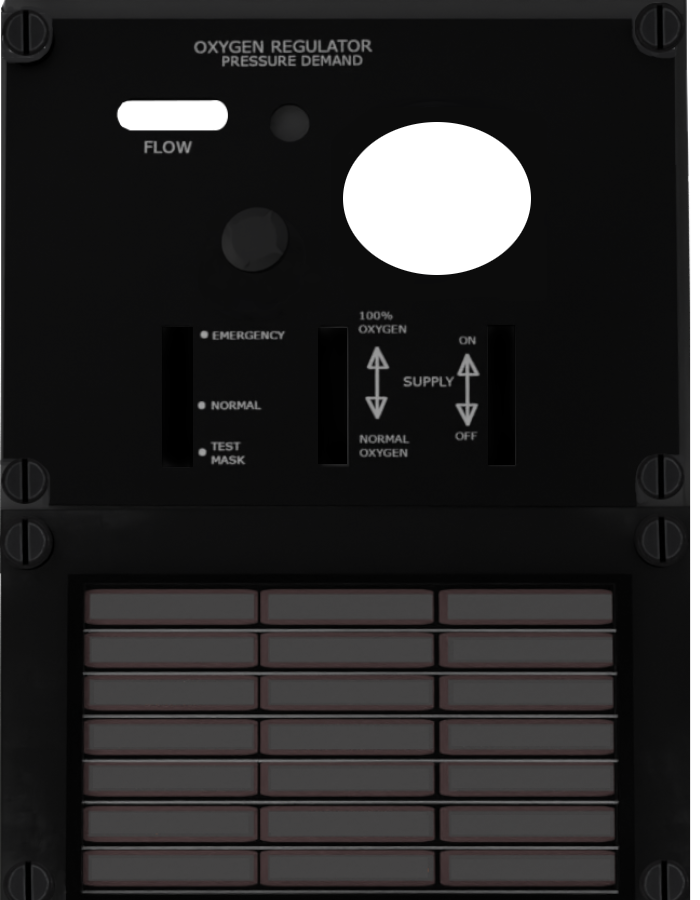 OXYGEN REGULATOR
PRESSURE DEMAND
FLOW
EMERGENCY
NORMAL
TEST
MASK
100%
OXYGEN
NORMAL
OXYGEN
SUPPLY
ON
OFF